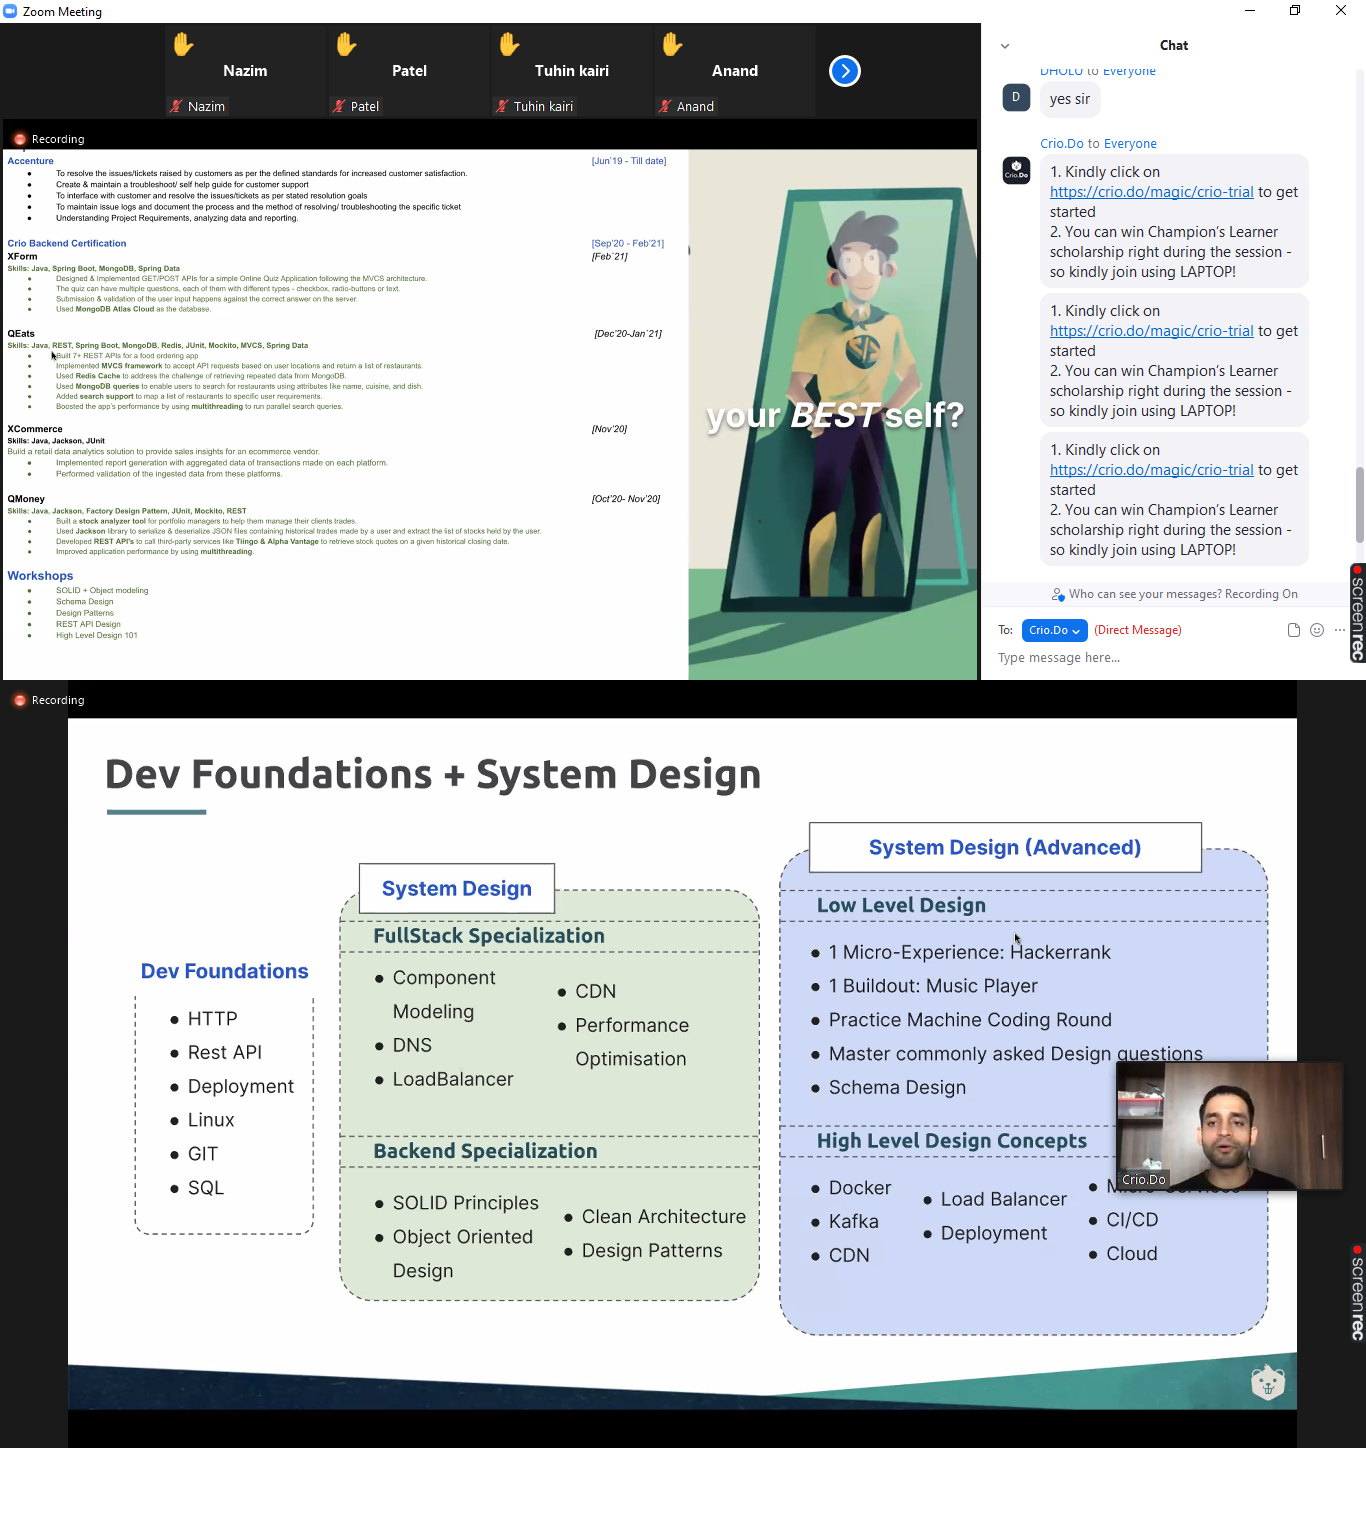 Zoom Meeting
Nazim
Patel
Tuhin kairi
Anand
Nazim
Patel
Tuhin kairi
Anand
Recording
Accenture [Jun'19 - Till date]
To resolve the issues/tickets raised by customers as per the defined standards for increased customer satisfaction.
Create & maintain a troubleshoot/ self help guide for customer support
To interface with customer and resolve the issues/tickets as per stated resolution goals
To maintain issue logs and document the process and the method of resolving/ troubleshooting the specific ticket
Understanding Project Requirements, analyzing data and reporting.
Crio Backend Certification [Sep'20 - Feb'21]
XForm [Feb`21]
Skills: Java, Spring Boot, MongoDB, Spring Data
Designed & Implemented GET/POST APIs for a simple Online Quiz Application following the MVCS architecture.
The quiz can have multiple questions, each of them with different types - checkbox, radio-buttons or text.
Submission & validation of the user input happens against the correct answer on the server.
Used MongoDB Atlas Cloud as the database.
QEats [Dec'20-Jan`21]
Skills: Java, REST, Spring Boot, MongoDB, Redis, JUnit, Mockito, MVCS, Spring Data
Built 7+ REST APIs for a food ordering app
Implemented MVCS framework to accept API requests based on user locations and return a list of restaurants.
Used Redis Cache to address the challenge of retrieving repeated data from MongoDB.
Used MongoDB queries to enable users to search for restaurants using attributes like name, cuisine, and dish.
Added search support to map a list of restaurants to specific user requirements.
Boosted the app's performance by using multithreading to run parallel search queries.
XCommerce [Nov'20]
Skills: Java, Jackson, JUnit
Build a retail data analytics solution to provide sales insights for an ecommerce vendor.
Implemented report generation with aggregated data of transactions made on each platform.
Performed validation of the ingested data from these platforms.
QMoney [Oct'20- Nov'20]
Skills: Java, Jackson, Factory Design Pattern, JUnit, Mockito, REST
Built a stock analyzer tool for portfolio managers to help them manage their clients trades.
Used Jackson library to serialize & deserialize JSON files containing historical trades made by a user and extract the list of stocks held by the user.
Developed REST API's to call third-party services like Tiingo & Alpha Vantage to retrieve stock quotes on a given historical closing date.
Improved application performance by using multithreading.
Workshops
SOLID + Object modeling
Schema Design
Design Patterns
REST API Design
High Level Design 101
your BEST self?
Chat
DHOLU to Everyone
D
yes sir
Crio.Do to Everyone
Crio.Do
1. Kindly click on
https://crio.do/magic/crio-trial to get
started
2. You can win Champion's Learner
scholarship right during the session -
so kindly join using LAPTOP!
1. Kindly click on
https://crio.do/magic/crio-trial to get
started
2. You can win Champion's Learner
scholarship right during the session -
so kindly join using LAPTOP!
1. Kindly click on
https://crio.do/magic/crio-trial to get
started
2. You can win Champion's Learner
scholarship right during the session -
so kindly join using LAPTOP!
Who can see your messages? Recording On
To: Crio.Do (Direct Message)
Type message here...
screenrec
Recording
Dev Foundations + System Design
Dev Foundations
HTTP
Rest API
Deployment
Linux
GIT
SQL
System Design
FullStack Specialization
Component
Modeling
DNS
LoadBalancer
CDN
Performance
Optimisation
Backend Specialization
SOLID Principles
Object Oriented
Design
Clean Architecture
Design Patterns
System Design (Advanced)
Low Level Design
1 Micro-Experience: Hackerrank
1 Buildout: Music Player
Practice Machine Coding Round
Master commonly asked Design questions
Schema Design
High Level Design Concepts
Docker
Kafka
CDN
Load Balancer
Deployment
Micro-Services
CI/CD
Cloud
Crio.Do
screenrec